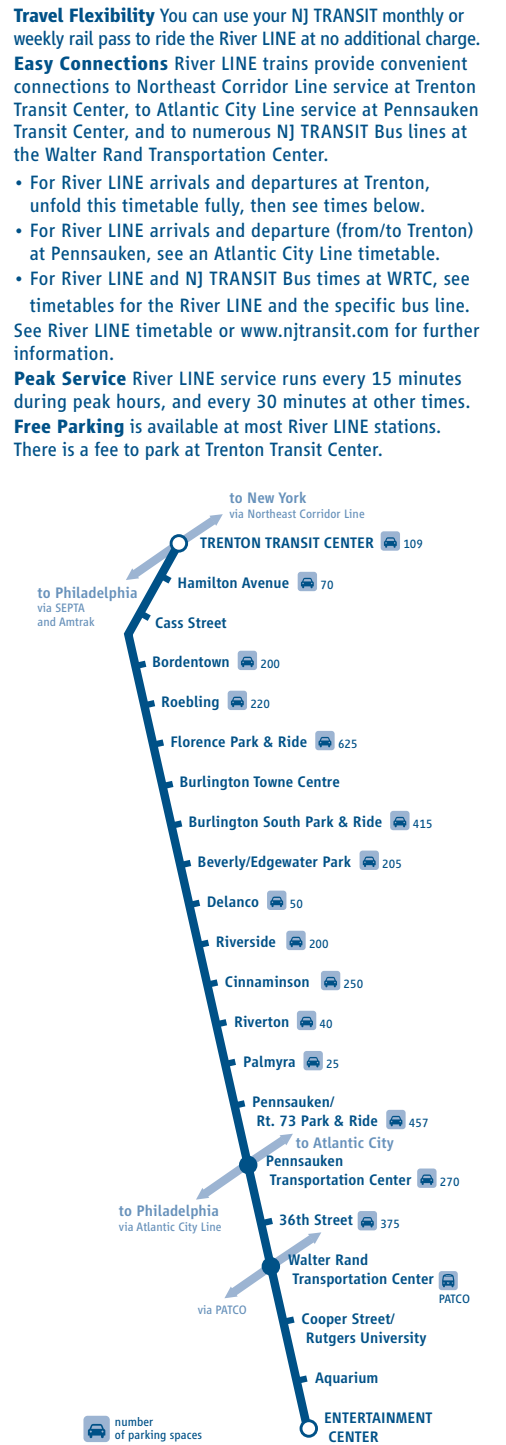 Travel Flexibility You can use your NJ TRANSIT monthly or
weekly rail pass to ride the River LINE at no additional charge.
Easy Connections River LINE trains provide convenient
connections to Northeast Corridor Line service at Trenton
Transit Center, to Atlantic City Line service at Pennsauken
Transit Center, and to numerous NJ TRANSIT Bus lines at
the Walter Rand Transportation Center.
• For River LINE arrivals and departures at Trenton,
unfold this timetable fully, then see times below.
• For River LINE arrivals and departure (from/to Trenton)
at Pennsauken, see an Atlantic City Line timetable.
• For River LINE and NJ TRANSIT Bus times at WRTC, see
timetables for the River LINE and the specific bus line.
See River LINE timetable or www.njtransit.com for further
information.
Peak Service River LINE service runs every 15 minutes
during peak hours, and every 30 minutes at other times.
Free Parking is available at most River LINE stations.
There is a fee to park at Trenton Transit Center.
to New York
via Northeast Corridor Line
TRENTON TRANSIT CENTER 109
to Philadelphia
via SEPTA
and Amtrak
Hamilton Avenue 70
Cass Street
Bordentown 200
Roebling 220
Florence Park & Ride 625
Burlington Towne Centre
Burlington South Park & Ride 415
Beverly/Edgewater Park 205
Delanco 50
Riverside 200
Cinnaminson 250
Riverton 40
Palmyra 25
Pennsauken/
Rt. 73 Park & Ride 457
to Atlantic City
Pennsauken
Transportation Center 270
to Philadelphia
via Atlantic City Line
36th Street 375
Walter Rand
Transportation Center
PATCO
via PATCO
Cooper Street/
Rutgers University
Aquarium
ENTERTAINMENT
CENTER
number
of parking spaces